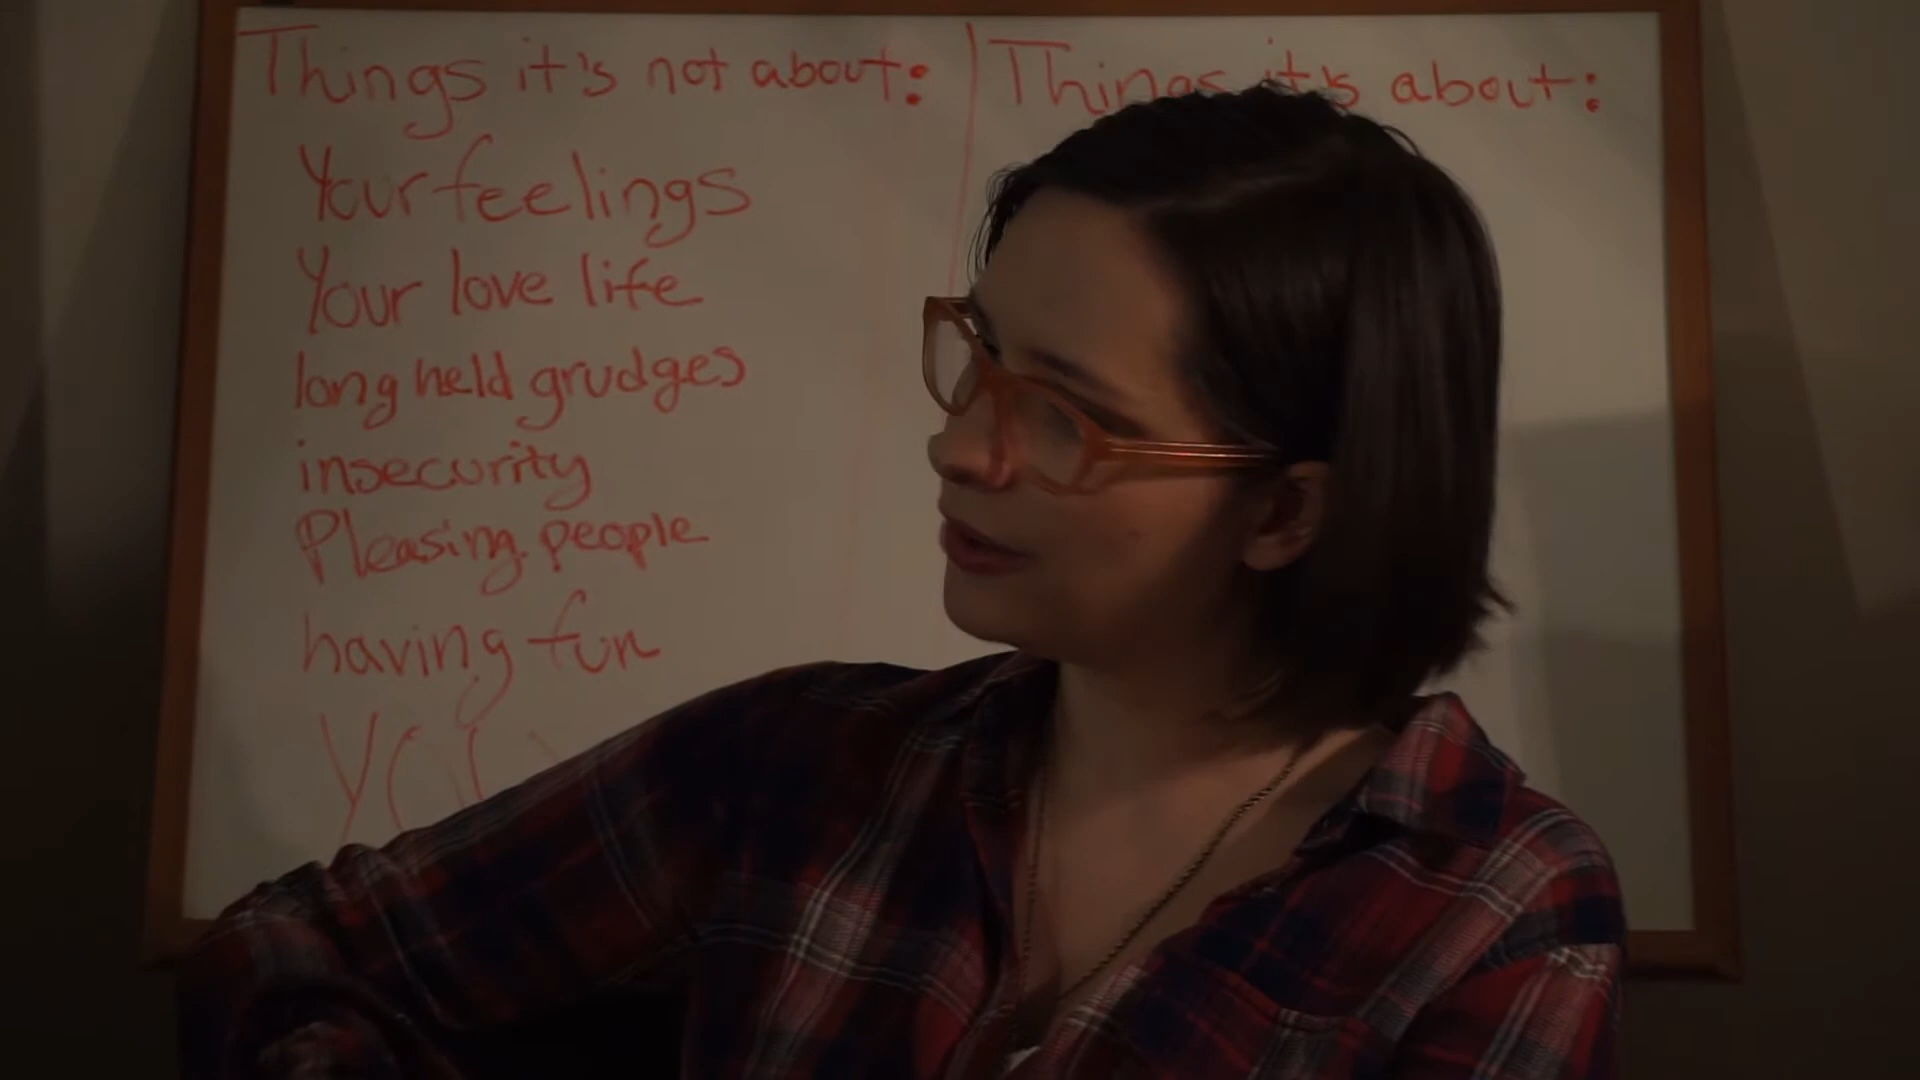 Things it's not about:
Your feelings
Your love life
long held grudges
insecurity
Pleasing people
having fun
YOU
Things it's about: